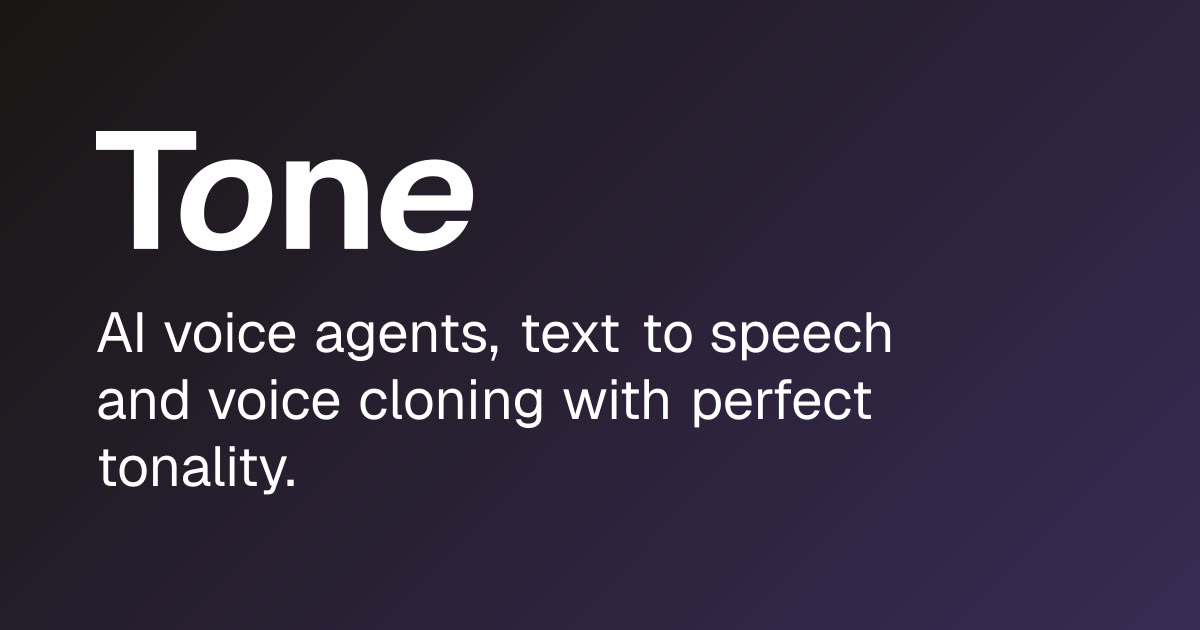 Tone
AI voice agents, text to speech
and voice cloning with perfect
tonality.